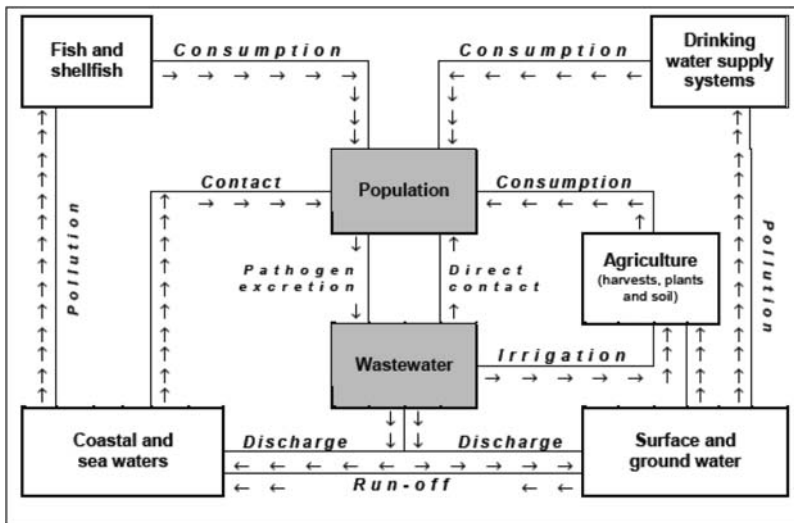 Fish and
shellfish
Consumption
Consumption
Drinking
water supply
systems
Contact
Population
Consumption
Pollution
Pathogen
excretion
Direct
contact
Agriculture
(harvests, plants
and soil)
Pollution
Wastewater
Irrigation
Coastal and
sea waters
Discharge
Discharge
Surface and
ground water
Run-off